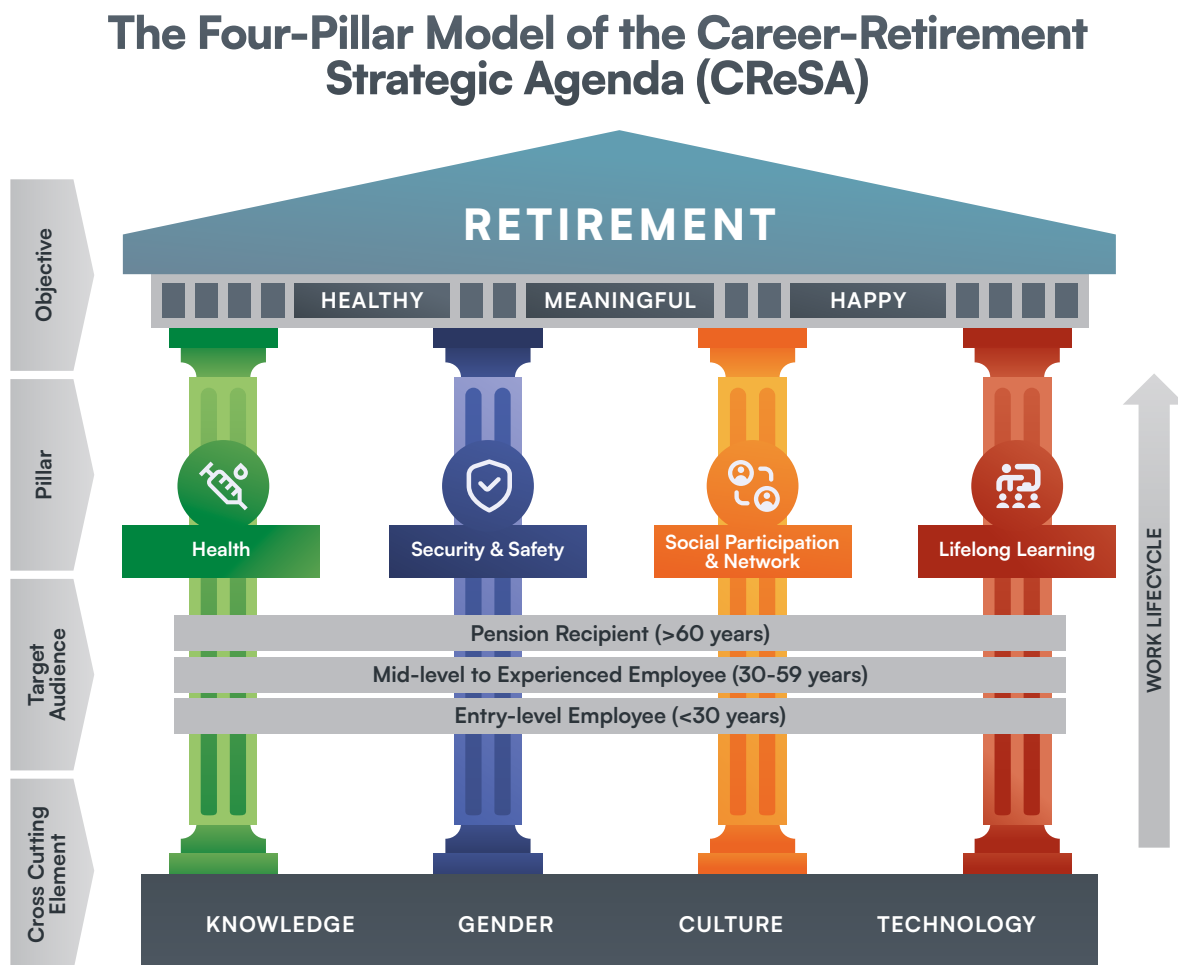 The Four-Pillar Model of the Career-Retirement
Strategic Agenda (CReSA)
Objective
RETIREMENT
HEALTHY
MEANINGFUL
HAPPY
Pillar
Health
Security & Safety
Social Participation
& Network
Lifelong Learning
WORK LIFECYCLE
Target
Audience
Pension Recipient (>60 years)
Mid-level to Experienced Employee (30-59 years)
Entry-level Employee (<30 years)
Cross Cutting
Element
KNOWLEDGE
GENDER
CULTURE
TECHNOLOGY